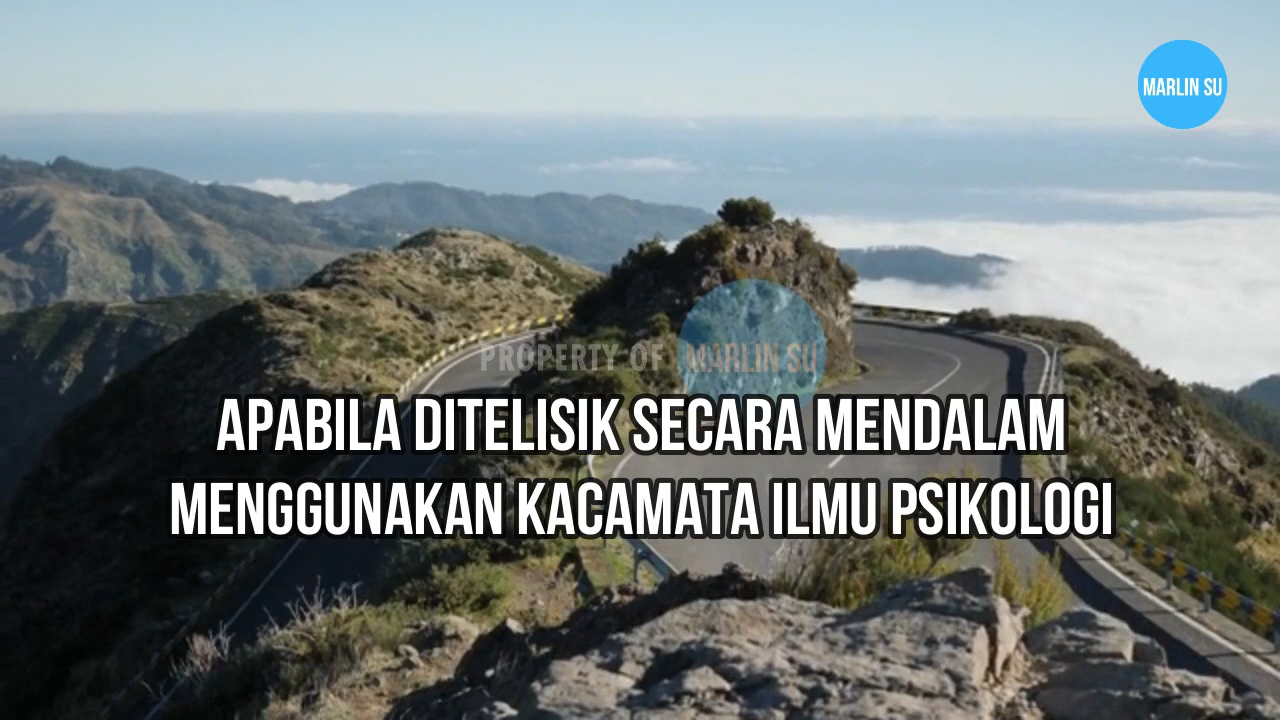 MARLIN SU
PROPERTY OF MARLIN SU
APABILA DITELISIK SECARA MENDALAM
MENGGUNAKAN KACAMATA ILMU PSIKOLOGI